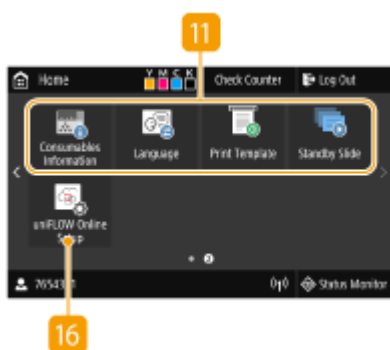 11
Home Y M C K Check Counter Log Out
Consumables
Information
Language
Print Template
Standby Slide
uniFLOW Online
Setup
2
Status Monitor
16